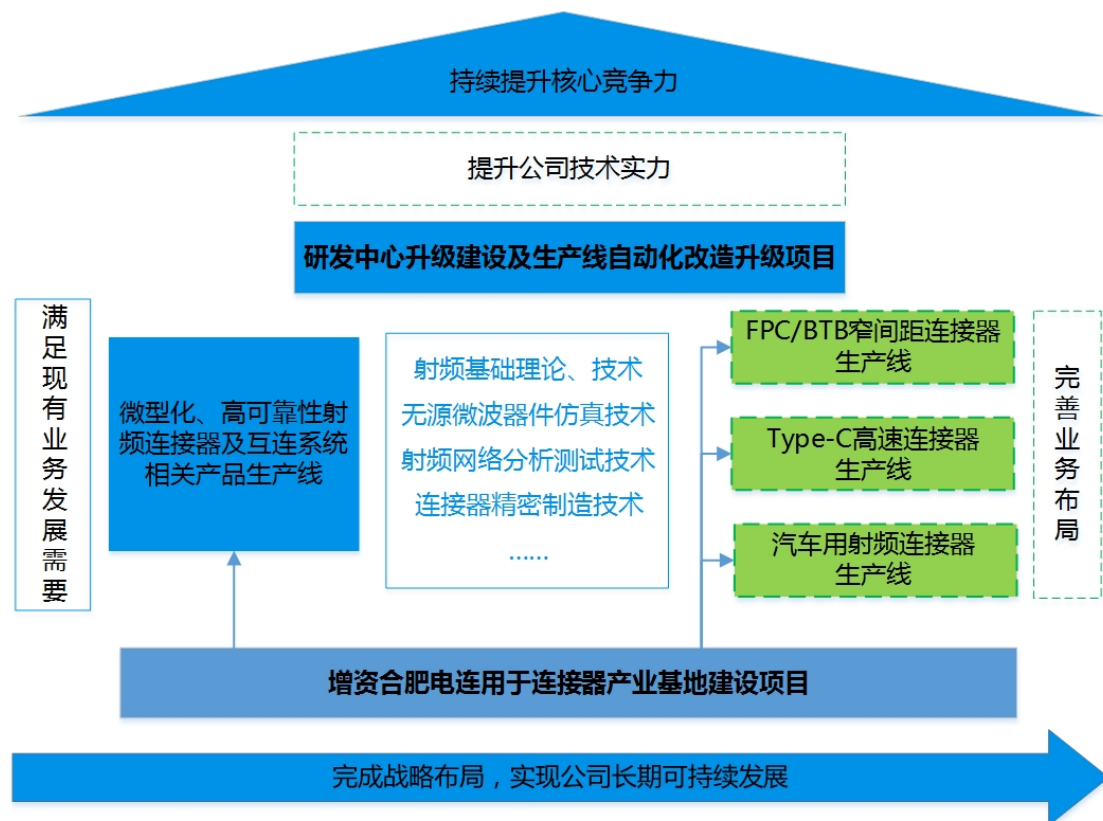 持续提升核心竞争力
提升公司技术实力
研发中心升级建设及生产线自动化改造升级项目
满足现有业务发展需要
微型化、高可靠性射
频连接器及互连系统
相关产品生产线
射频基础理论、技术
无源微波器件仿真技术
射频网络分析测试技术
连接器精密制造技术
……
FPC/BTB窄间距连接器
生产线
Type-C高速连接器
生产线
汽车用射频连接器
生产线
完善业务布局
增资合肥电连用于连接器产业基地建设项目
完成战略布局，实现公司长期可持续发展